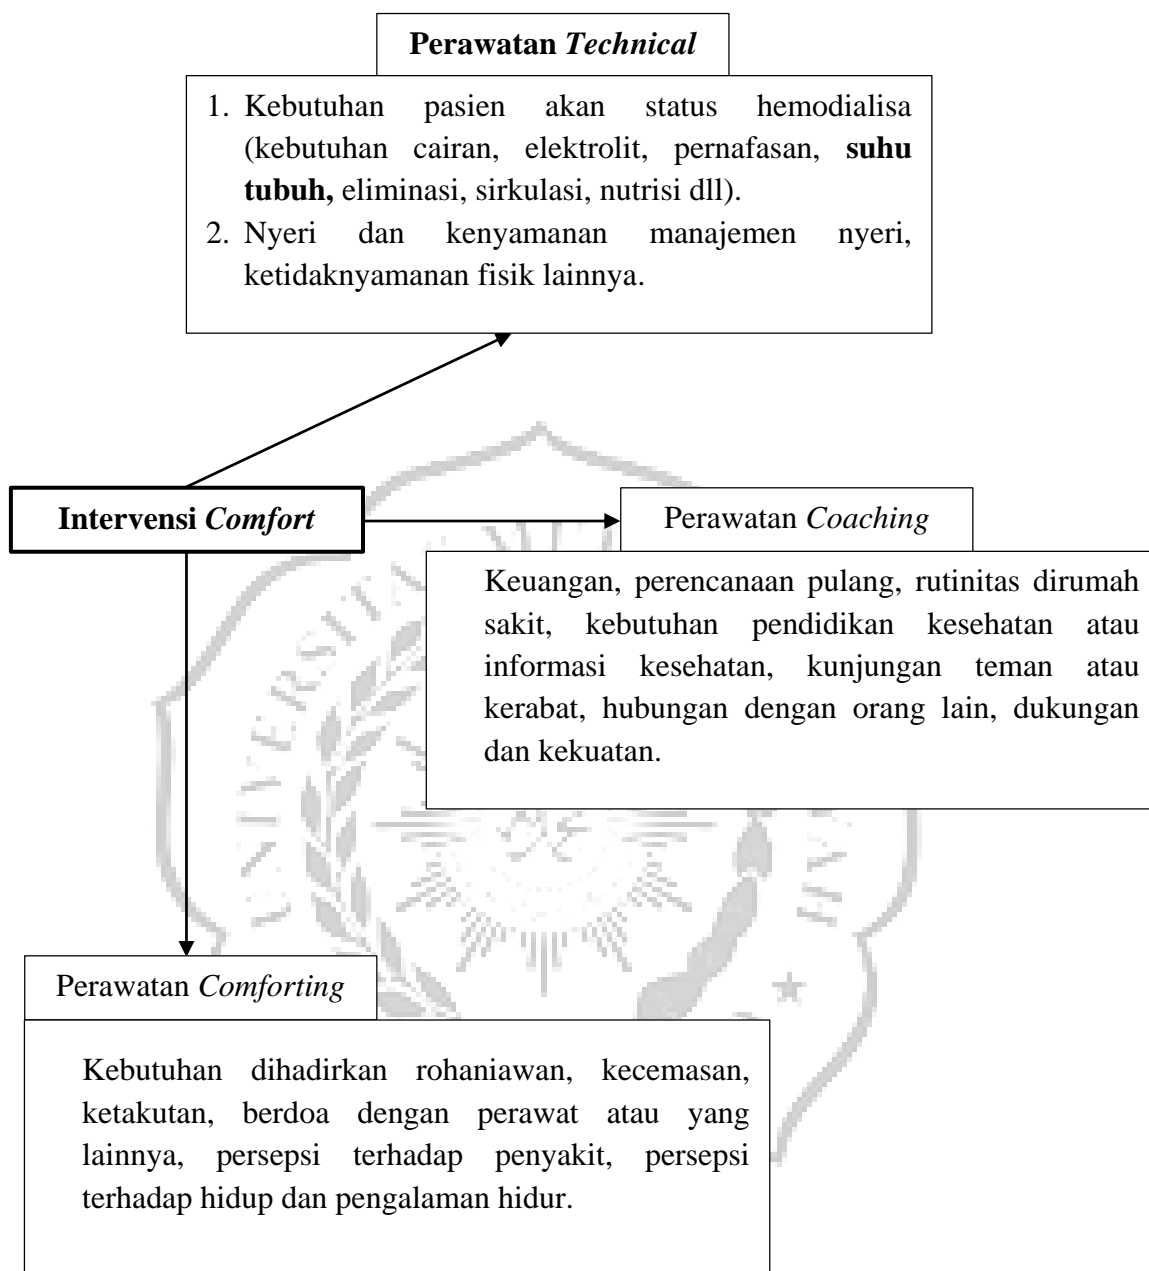 Perawatan Technical
1. Kebutuhan pasien akan status hemodialisa
(kebutuhan cairan, elektrolit, pernafasan, suhu
tubuh, eliminasi, sirkulasi, nutrisi dll).
2. Nyeri dan kenyamanan manajemen nyeri,
ketidaknyamanan fisik lainnya.
Intervensi Comfort
Perawatan Coaching
Keuangan, perencanaan pulang, rutinitas dirumah
sakit, kebutuhan pendidikan kesehatan atau
informasi kesehatan, kunjungan teman atau
kerabat, hubungan dengan orang lain, dukungan
dan kekuatan.
Perawatan Comforting
Kebutuhan dihadirkan rohaniawan, kecemasan,
ketakutan, berdoa dengan perawat atau yang
lainnya, persepsi terhadap penyakit, persepsi
terhadap hidup dan pengalaman hidur.